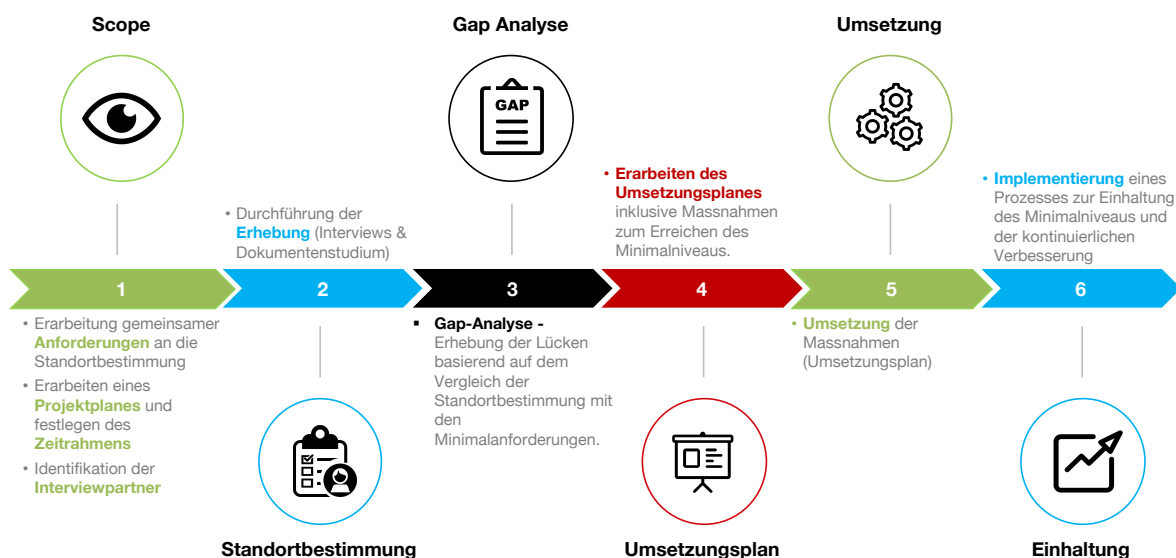 Scope
Gap Analyse
Umsetzung
GAP
• Durchführung der
Erhebung (Interviews &
Dokumentenstudium)
• Erarbeiten des
Umsetzungsplanes
inklusive Massnahmen
zum Erreichen des
Minimalniveaus.
• Implementierung eines
Prozesses zur Einhaltung
des Minimalniveaus und
der kontinuierlichen
Verbesserung
1
2
3
4
5
6
• Erarbeitung gemeinsamer
Anforderungen an die
Standortbestimmung
• Erarbeiten eines
Projektplanes und
festlegen des
Zeitrahmens
• Identifikation der
Interviewpartner
▪ Gap-Analyse -
Erhebung der Lücken
basierend auf dem
Vergleich der
Standortbestimmung mit
den
Minimalanforderungen.
• Umsetzung der
Massnahmen
(Umsetzungsplan)
Standortbestimmung
Umsetzungsplan
Einhaltung